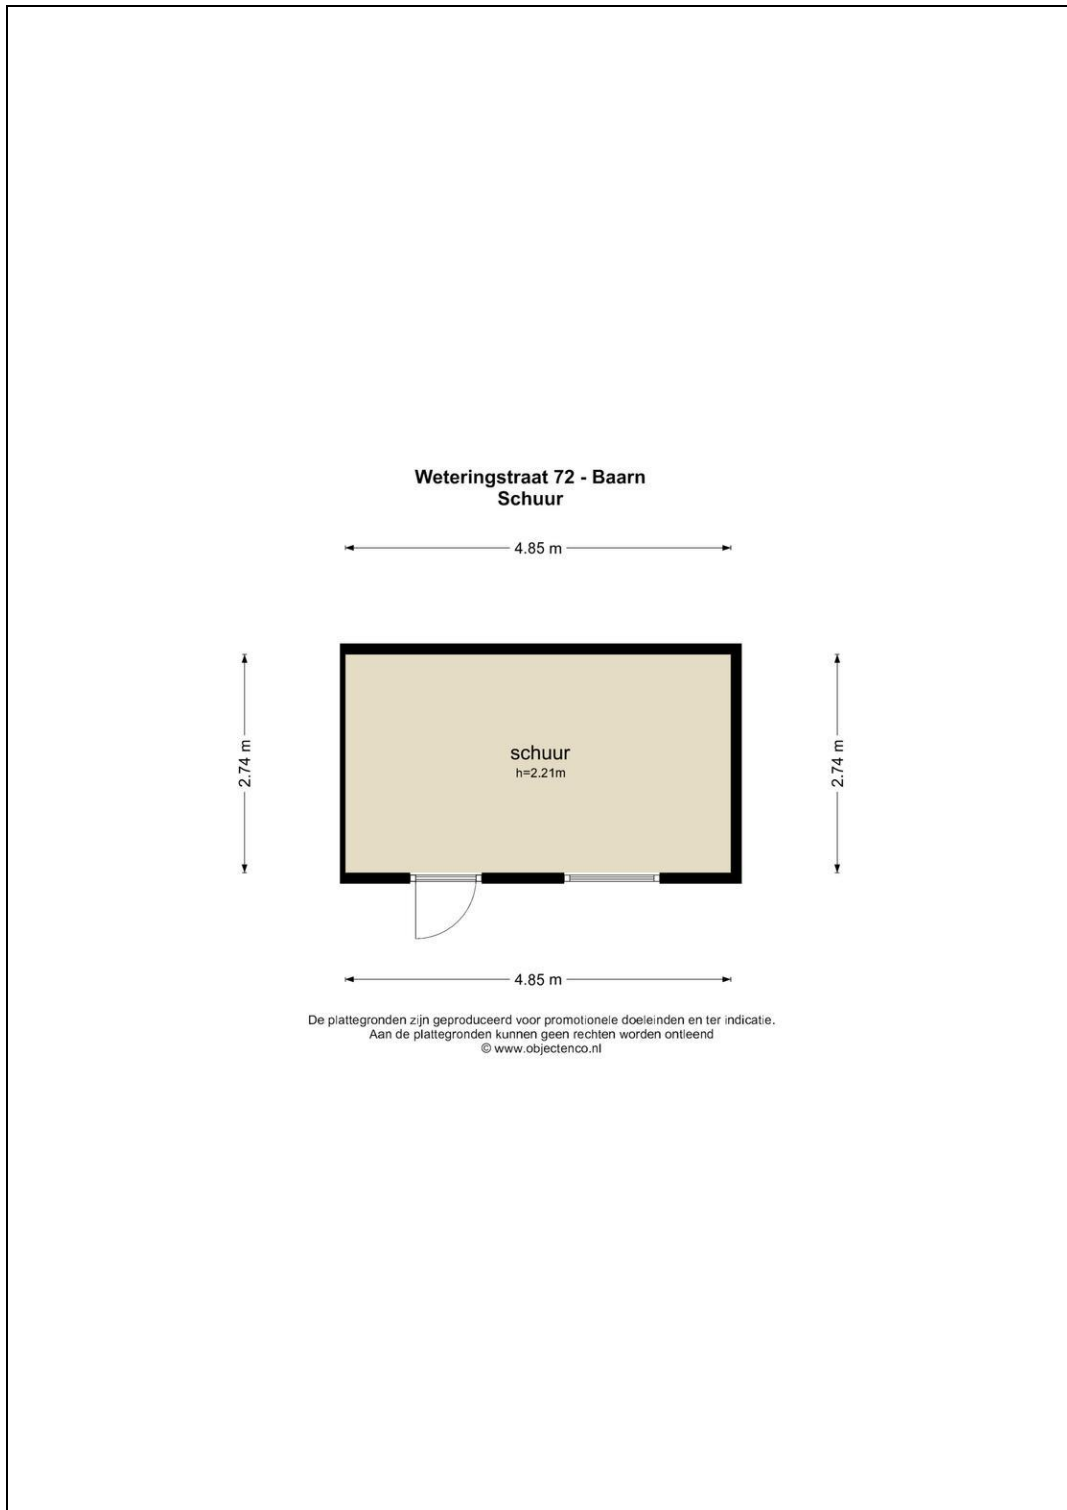 Weteringstraat 72 - Baarn
Schuur
4.85 m
2.74 m
2.74 m
schuur
h=2.21m
4.85 m
De plattegronden zijn geproduceerd voor promotionele doeleinden en ter indicatie.
Aan de plattegronden kunnen geen rechten worden ontleend
© www.objectenco.nl